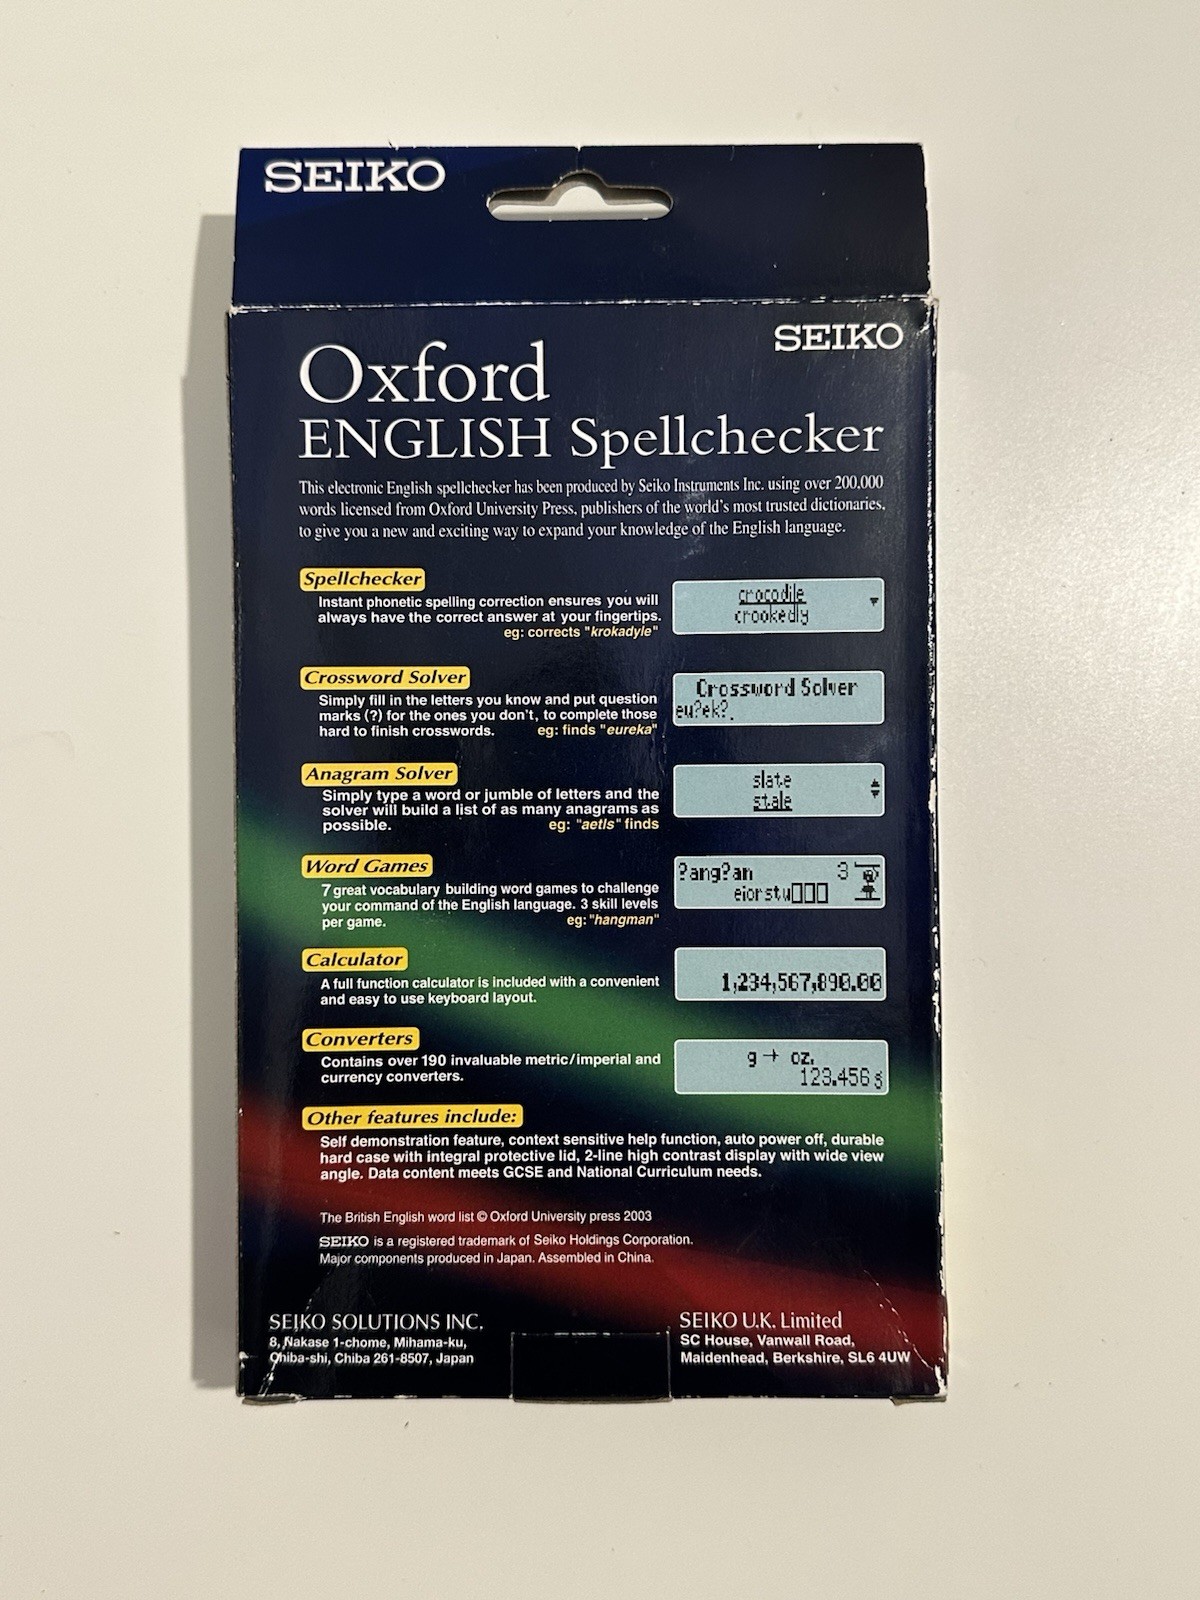 SEIKO
SEIKO
Oxford
ENGLISH Spellchecker
This electronic English spellchecker has been produced by Seiko Instruments Inc. using over 200,000
words licensed from Oxford University Press, publishers of the world's most trusted dictionaries,
to give you a new and exciting way to expand your knowledge of the English language.
Spellchecker
Instant phonetic spelling correction ensures you will
always have the correct answer at your fingertips.
eg: corrects "krokadyle"
crocodile
crookedly
Crossword Solver
Simply fill in the letters you know and put question
marks (?) for the ones you don't, to complete those
hard to finish crosswords. eg: finds "eureka"
Crossword Solver
eu?ek?
Anagram Solver
Simply type a word or jumble of letters and the
solver will build a list of as many anagrams as
possible. eg: "aetls" finds
slate
stale
Word Games
7 great vocabulary building word games to challenge
your command of the English language. 3 skill levels
per game. eg: "hangman"
?ang?an 3
eiorstu
Calculator
A full function calculator is included with a convenient
and easy to use keyboard layout.
1,234,567,890.00
Converters
Contains over 190 invaluable metric/imperial and
currency converters.
g → oz.
123.456g
Other features include:
Self demonstration feature, context sensitive help function, auto power off, durable
hard case with integral protective lid, 2-line high contrast display with wide view
angle. Data content meets GCSE and National Curriculum needs.
The British English word list © Oxford University press 2003
SEIKO is a registered trademark of Seiko Holdings Corporation.
Major components produced in Japan. Assembled in China.
SEIKO SOLUTIONS INC.
8, Nakase 1-chome, Mihama-ku,
Chiba-shi, Chiba 261-8507, Japan
SEIKO U.K. Limited
SC House, Vanwall Road,
Maidenhead, Berkshire, SL6 4UW